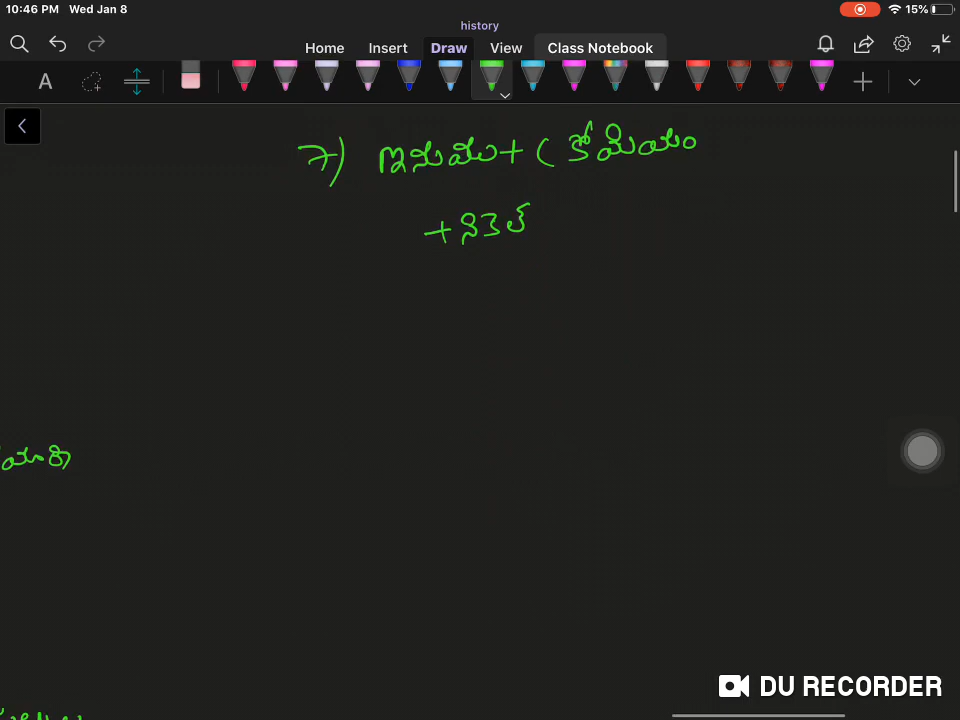 10:46 PM Wed Jan 8
15%
history
Home Insert Draw View Class Notebook
A
7) ఇనుము + ( క్రోమియం
+ నికెల్
DU RECORDER